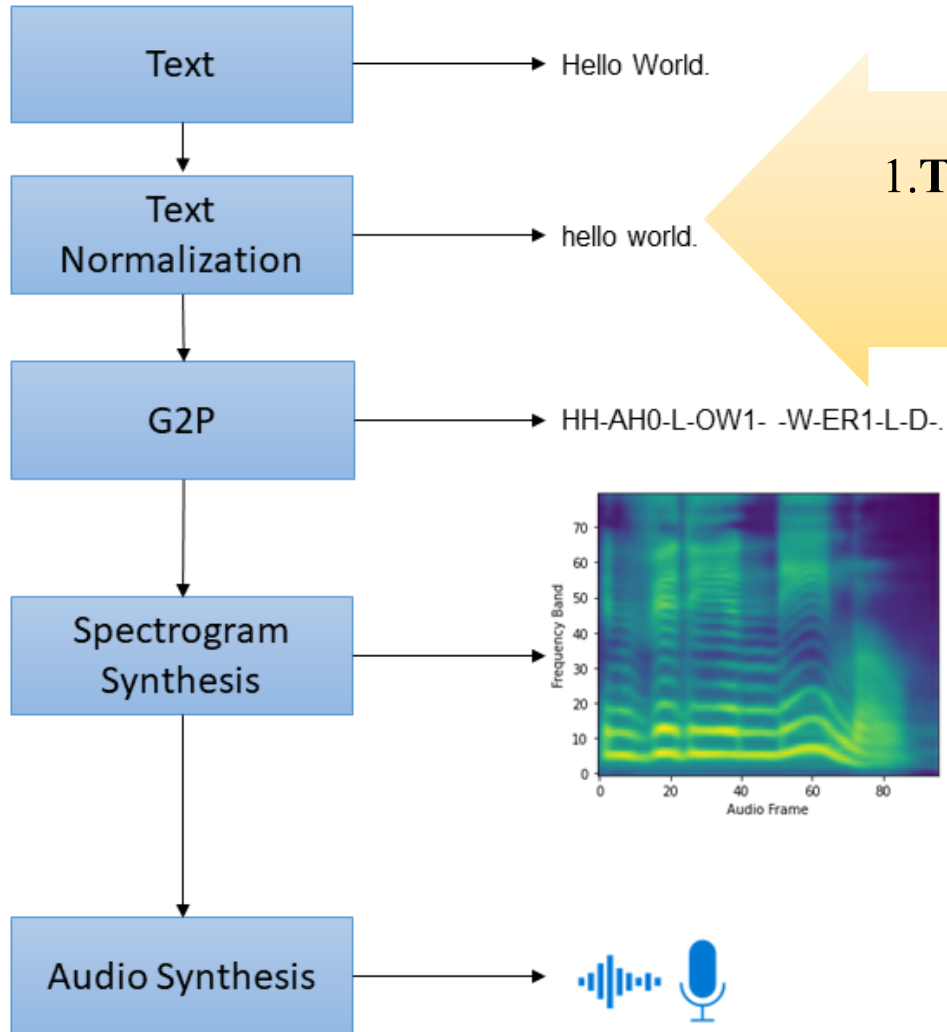 Text
Hello World.
1.T
Text
Normalization
hello world.
G2P
HH-AH0-L-OW1- -W-ER1-L-D-.
Spectrogram
Synthesis
Frequency Band
70
60
50
40
30
20
10
0
0 20 40 60 80
Audio Frame
Audio Synthesis